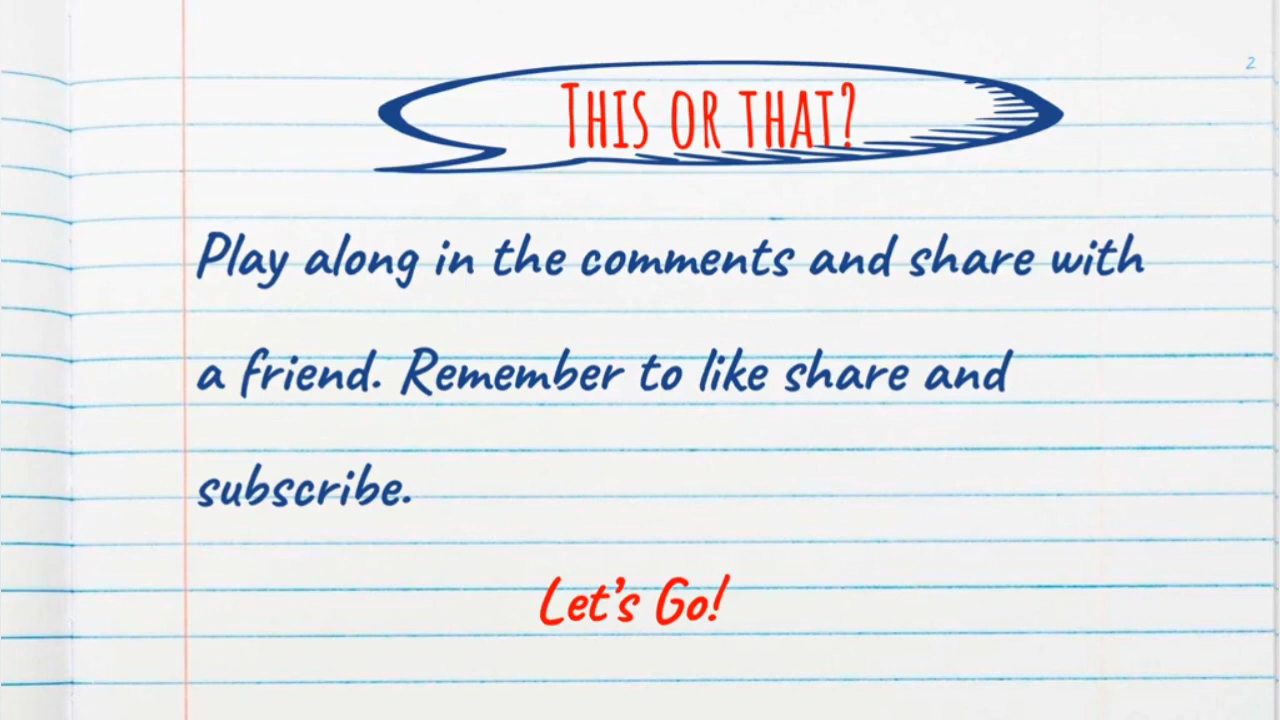 2
THIS OR THAT?
Play along in the comments and share with
a friend. Remember to like share and
subscribe.
Let's Go!